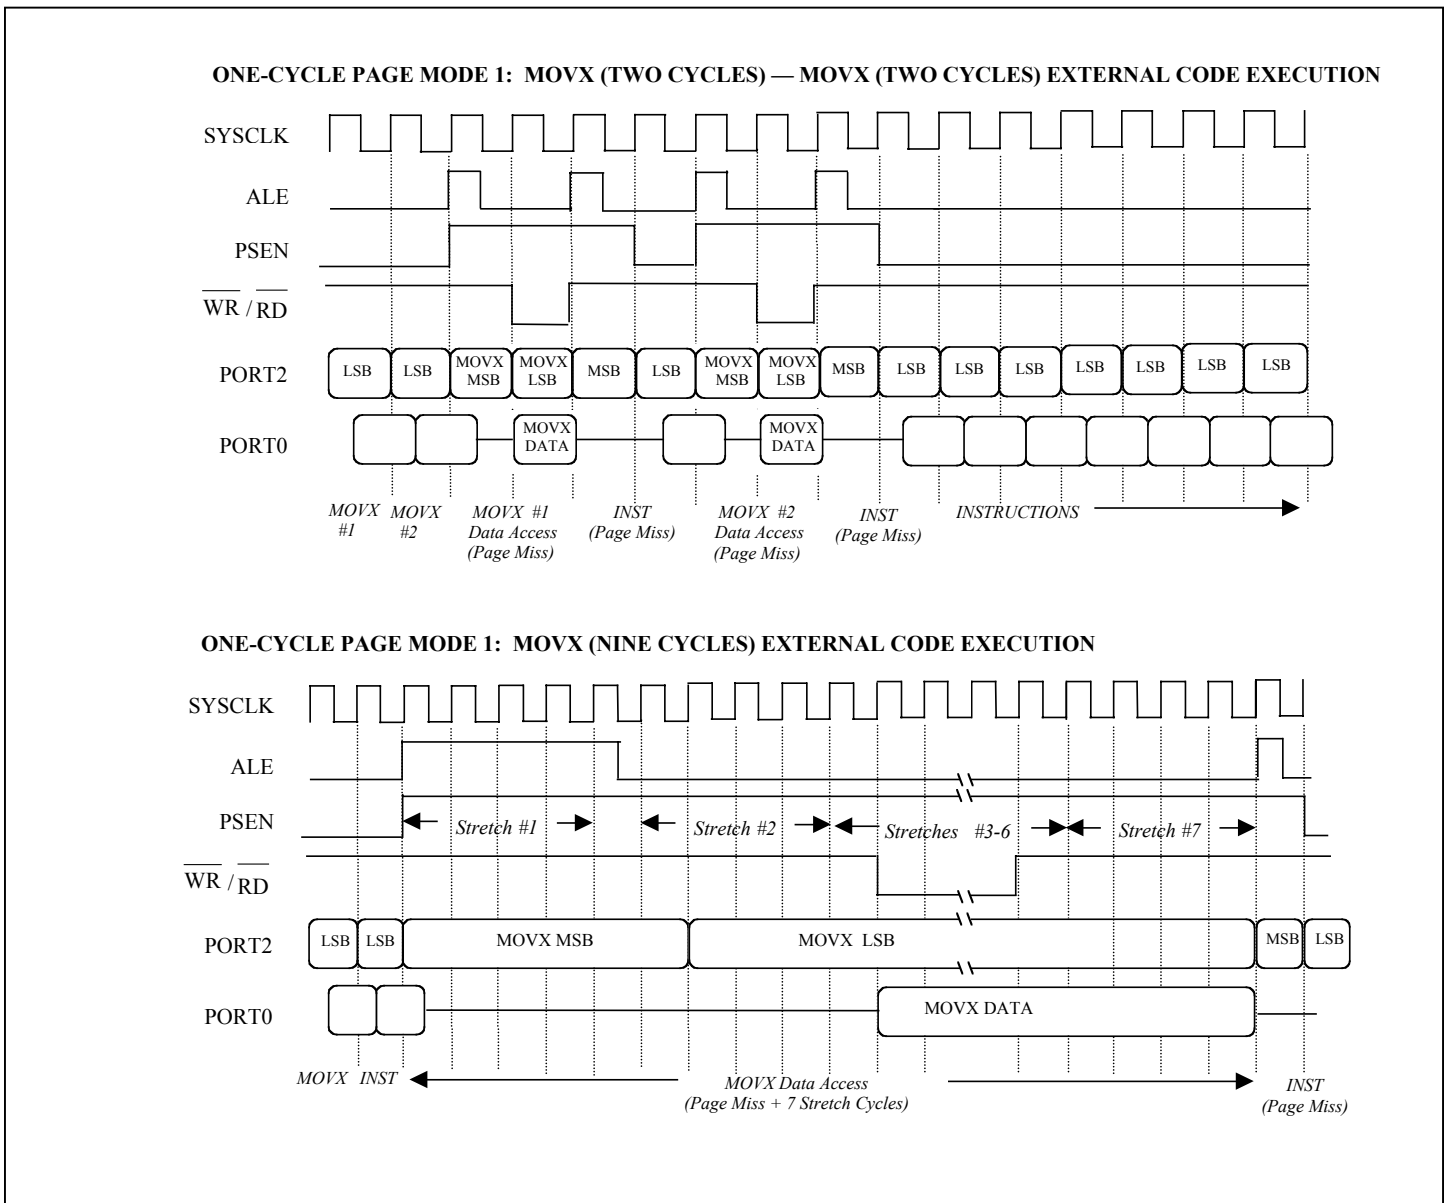 ONE-CYCLE PAGE MODE 1: MOVX (TWO CYCLES) — MOVX (TWO CYCLES) EXTERNAL CODE EXECUTION
SYSCLK
ALE
PSEN
WR / RD
PORT2
LSB
LSB
MOVX
MSB
MOVX
LSB
MSB
LSB
MOVX
MSB
MOVX
LSB
MSB
LSB
LSB
LSB
LSB
LSB
LSB
LSB
PORT0
MOVX
DATA
MOVX
DATA
MOVX
#1
MOVX
#2
MOVX #1
Data Access
(Page Miss)
INST
(Page Miss)
MOVX #2
Data Access
(Page Miss)
INST
(Page Miss)
INSTRUCTIONS
ONE-CYCLE PAGE MODE 1: MOVX (NINE CYCLES) EXTERNAL CODE EXECUTION
SYSCLK
ALE
PSEN
Stretch #1
Stretch #2
Stretches #3-6
Stretch #7
WR / RD
PORT2
LSB
LSB
MOVX MSB
MOVX LSB
MSB
LSB
PORT0
MOVX DATA
MOVX
INST
MOVX Data Access
(Page Miss + 7 Stretch Cycles)
INST
(Page Miss)